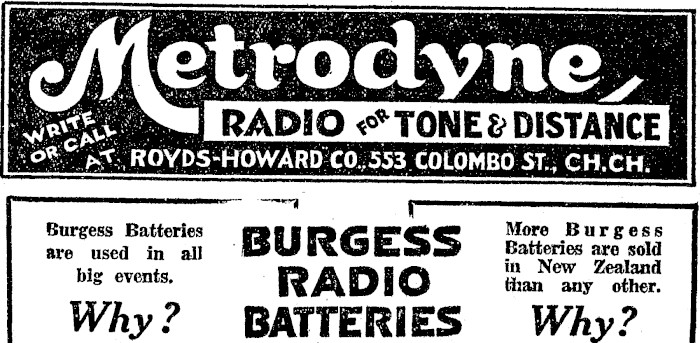 Metrodyne
RADIO FOR TONE & DISTANCE
WRITE
OR CALL
AT
ROYDS-HOWARD CO., 553 COLOMBO ST., CH.CH.
Burgess Batteries
are used in all
big events.
Why?
BURGESS
RADIO
BATTERIES
More Burgess
Batteries are sold
in New Zealand
than any other.
Why?